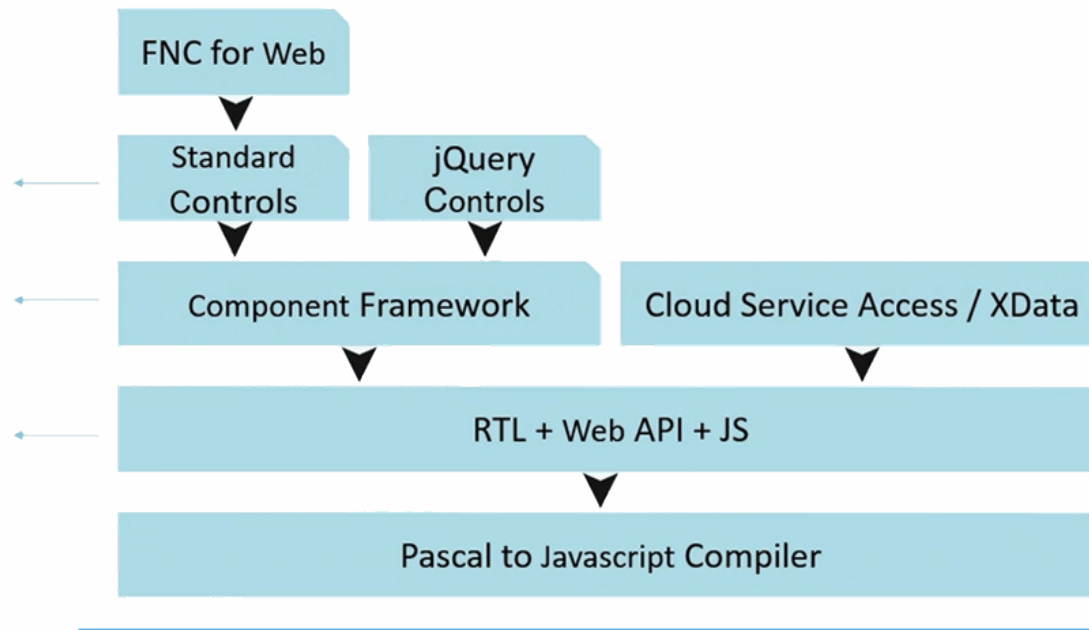 FNC for Web
Standard
Controls
jQuery
Controls
Component Framework
Cloud Service Access / XData
RTL + Web API + JS
Pascal to Javascript Compiler